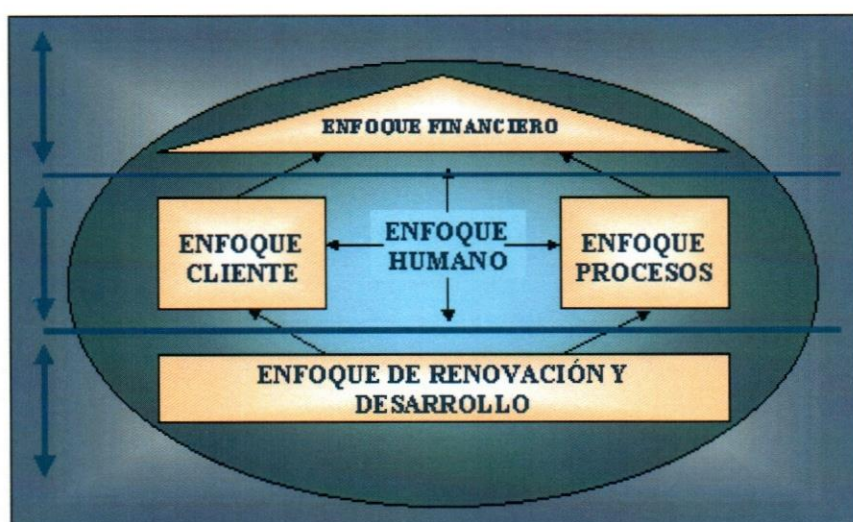 ENFOQUE FINANCIERO
ENFOQUE
CLIENTE
ENFOQUE
HUMANO
ENFOQUE
PROCESOS
ENFOQUE DE RENOVACIÓN Y
DESARROLLO